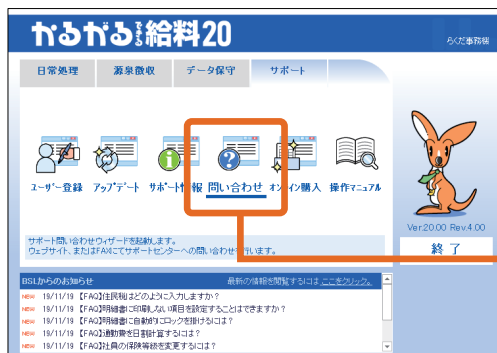 かるがるできる給料20
らくだ事務機
日常処理 源泉徴収 データ保守 サポート
ユーザー登録 アップデート サポート情報 問い合わせ オンライン購入 操作マニュアル
サポート問い合わせウィザードを起動します。
ウェブサイト、またはFAXにてサポートセンターへの問い合わせを行います。
Ver.20.00 Rev.4.00
終 了
BSLからのお知らせ 最新の情報を閲覧するには、ここをクリック。
NEW 19/11/19 【FAQ】住民税はどのように入力しますか？
NEW 19/11/19 【FAQ】明細書に印刷しない項目を設定することはできますか？
NEW 19/11/19 【FAQ】明細書に自動的にロックを掛けるには？
NEW 19/11/19 【FAQ】通勤費を日割計算するには？
NEW 19/11/19 【FAQ】社員の保険等級を変更するには？